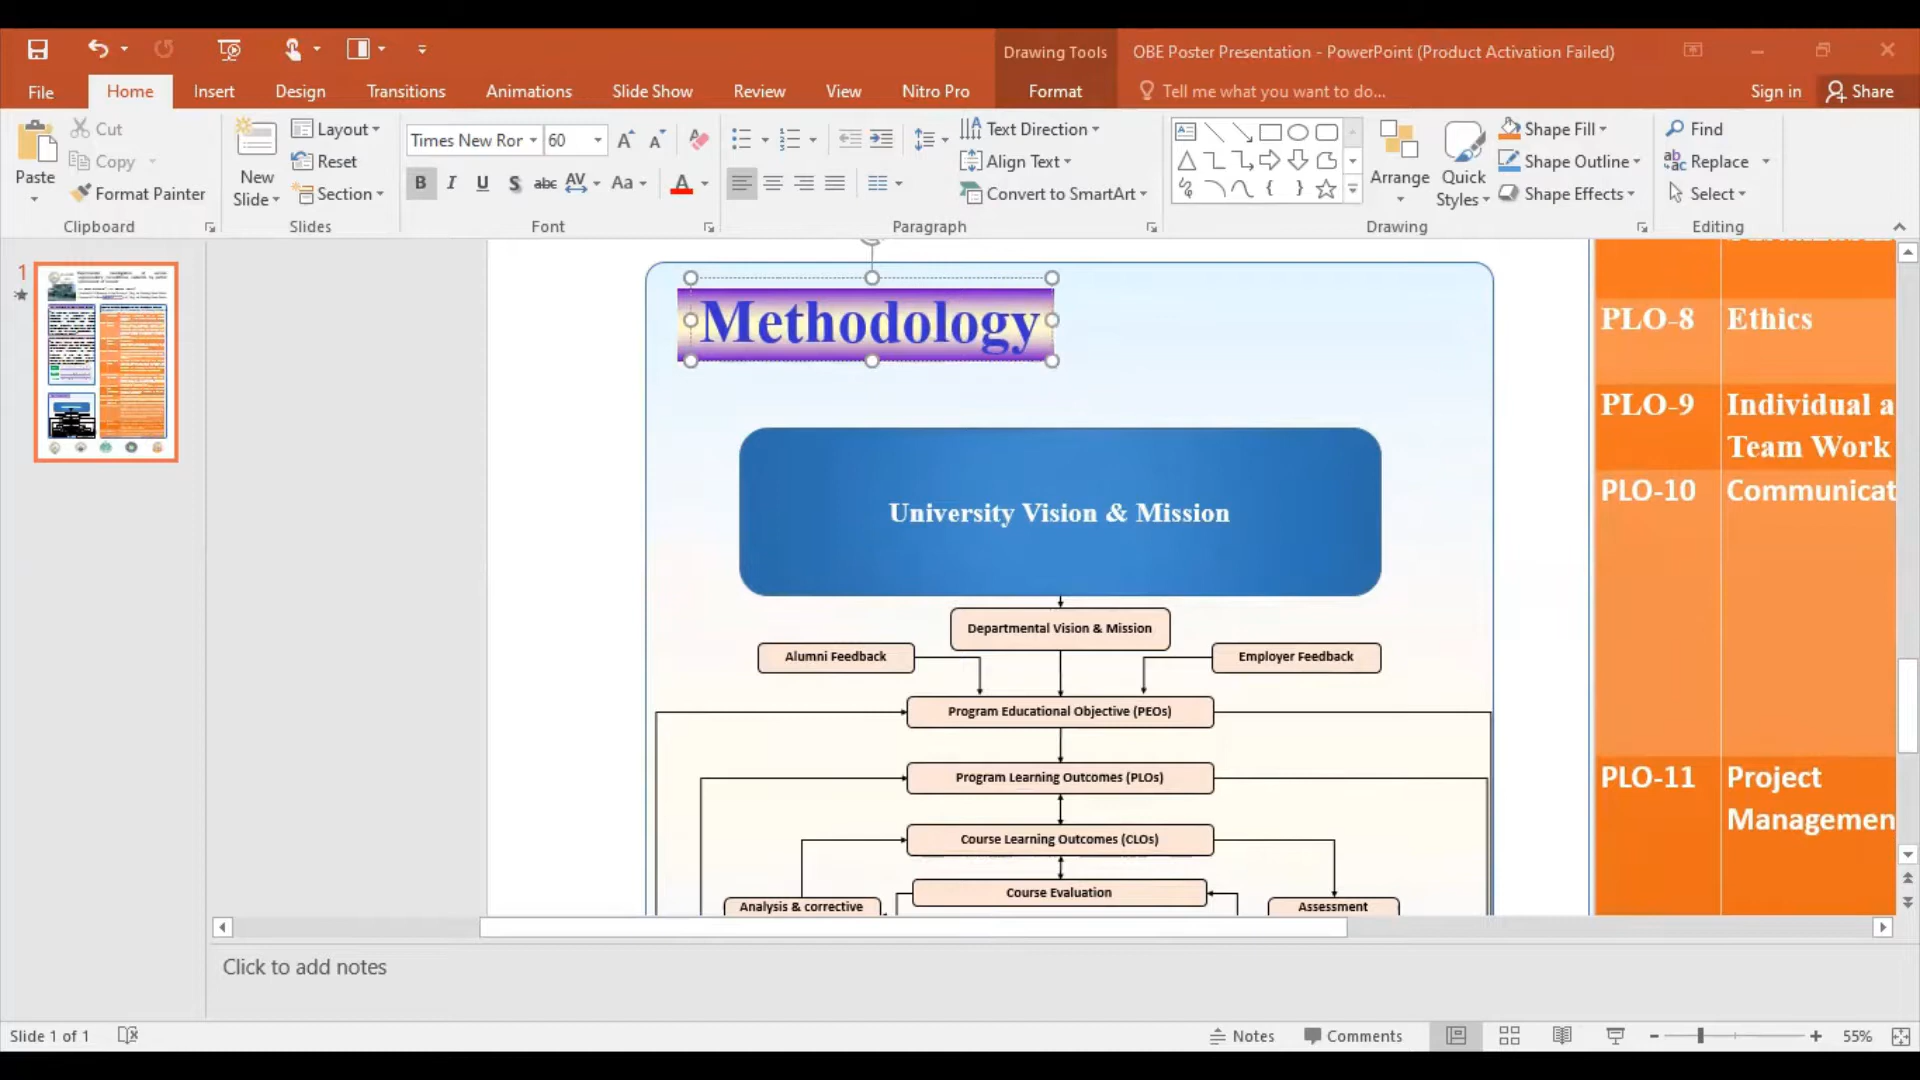 Drawing Tools
OBE Poster Presentation - PowerPoint (Product Activation Failed)
File
Home
Insert
Design
Transitions
Animations
Slide Show
Review
View
Nitro Pro
Format
Tell me what you want to do...
Sign in
Share
Paste
Cut
Copy
Format Painter
Clipboard
New
Slide
Layout
Reset
Section
Slides
Times New Ror
60
B
I
U
S
abc
AV
Aa
A
Font
Text Direction
Align Text
Convert to SmartArt
Paragraph
Arrange
Quick
Styles
Shape Fill
Shape Outline
Shape Effects
Drawing
Find
Replace
Select
Editing
1
Methodology
University Vision & Mission
Departmental Vision & Mission
Alumni Feedback
Employer Feedback
Program Educational Objective (PEOs)
Program Learning Outcomes (PLOs)
Course Learning Outcomes (CLOs)
Course Evaluation
Analysis & corrective
Assessment
PLO-8
Ethics
PLO-9
Individual a
Team Work
PLO-10
Communicat
PLO-11
Project
Managemen
Click to add notes
Slide 1 of 1
Notes
Comments
55%